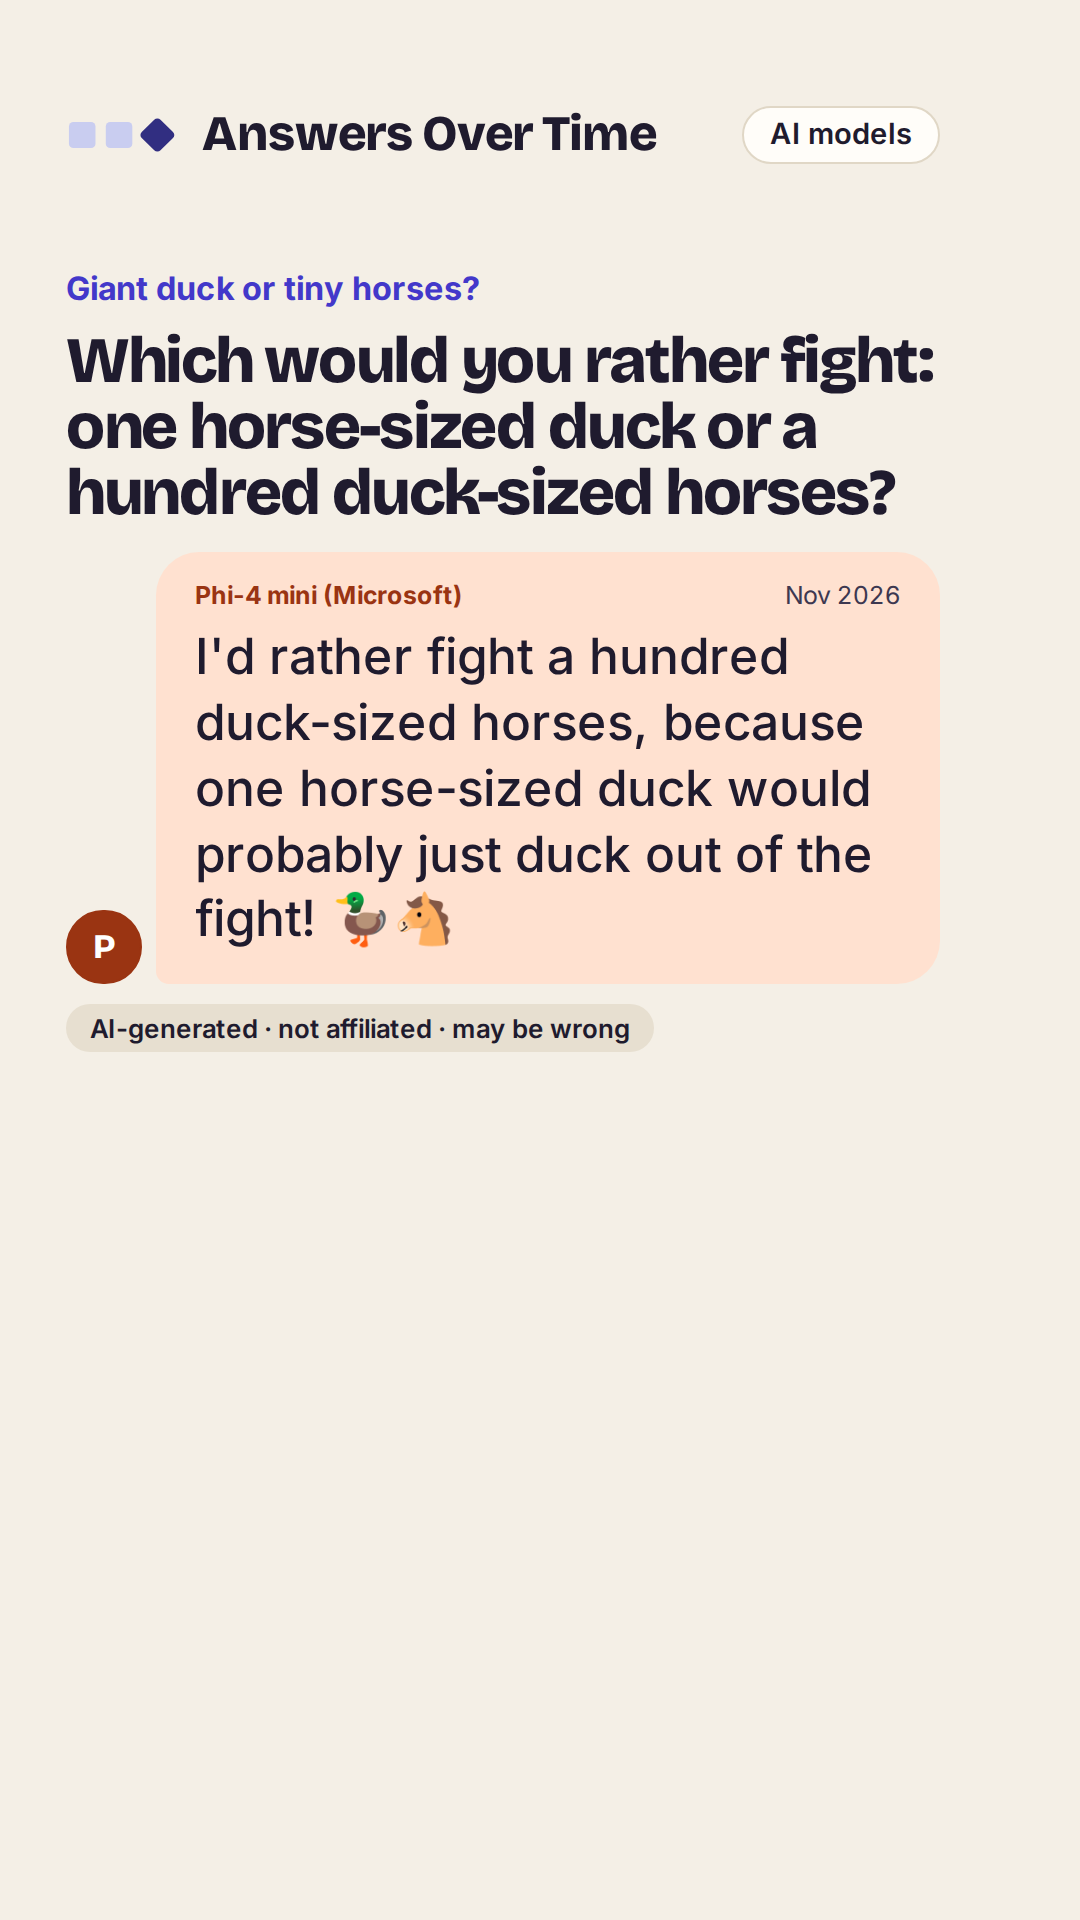 Answers Over Time
AI models
Giant duck or tiny horses?
Which would you rather fight:
one horse-sized duck or a
hundred duck-sized horses?
Phi-4 mini (Microsoft)
Nov 2026
I'd rather fight a hundred
duck-sized horses, because
one horse-sized duck would
probably just duck out of the
fight! 🦆🐴
P
AI-generated · not affiliated · may be wrong